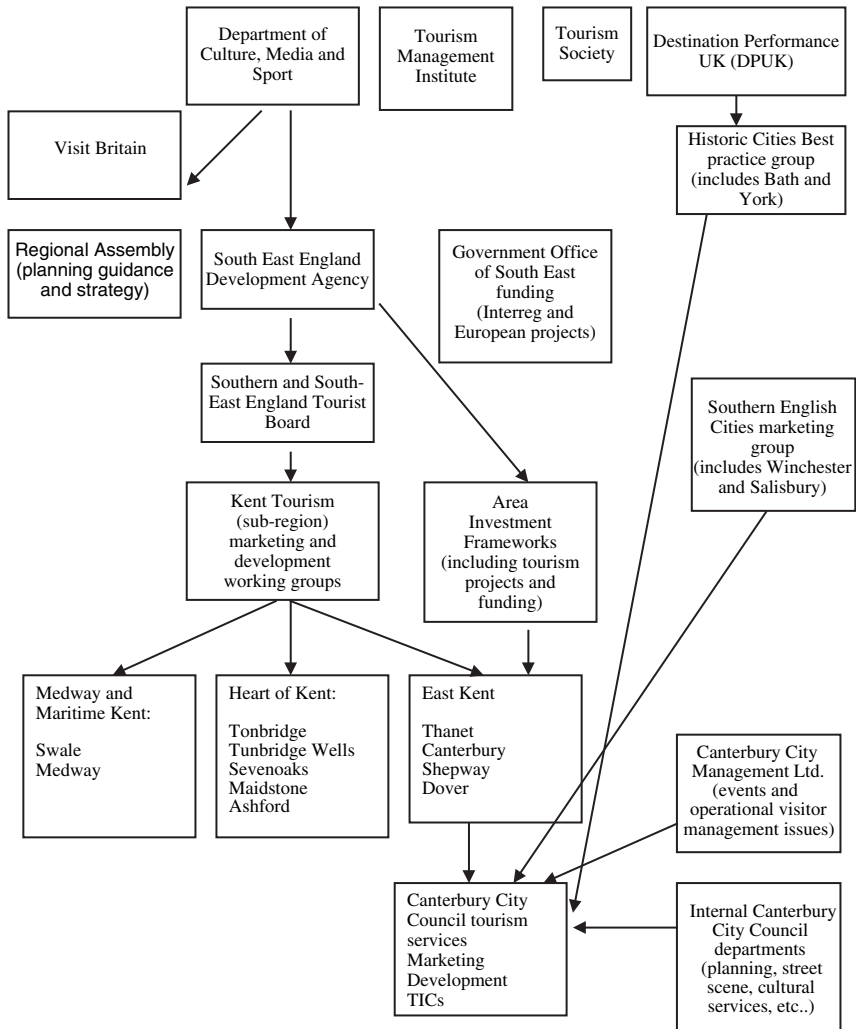 Department of
Culture, Media and
Sport
Tourism
Management
Institute
Tourism
Society
Destination Performance
UK (DPUK)
Visit Britain
Historic Cities Best
practice group
(includes Bath and
York)
Regional Assembly
(planning guidance
and strategy)
South East England
Development Agency
Government Office
of South East
funding
(Interreg and
European projects)
Southern and South-
East England Tourist
Board
Southern English
Cities marketing
group
(includes Winchester
and Salisbury)
Kent Tourism
(sub-region)
marketing and
development
working groups
Area
Investment
Frameworks
(including tourism
projects and
funding)
Medway and
Maritime Kent:
Swale
Medway
Heart of Kent:
Tonbridge
Tunbridge Wells
Sevenoaks
Maidstone
Ashford
East Kent
Thanet
Canterbury
Shepway
Dover
Canterbury City
Management Ltd.
(events and
operational visitor
management issues)
Canterbury City
Council tourism
services
Marketing
Development
TICs
Internal Canterbury
City Council
departments
(planning, street
scene, cultural
services, etc..)